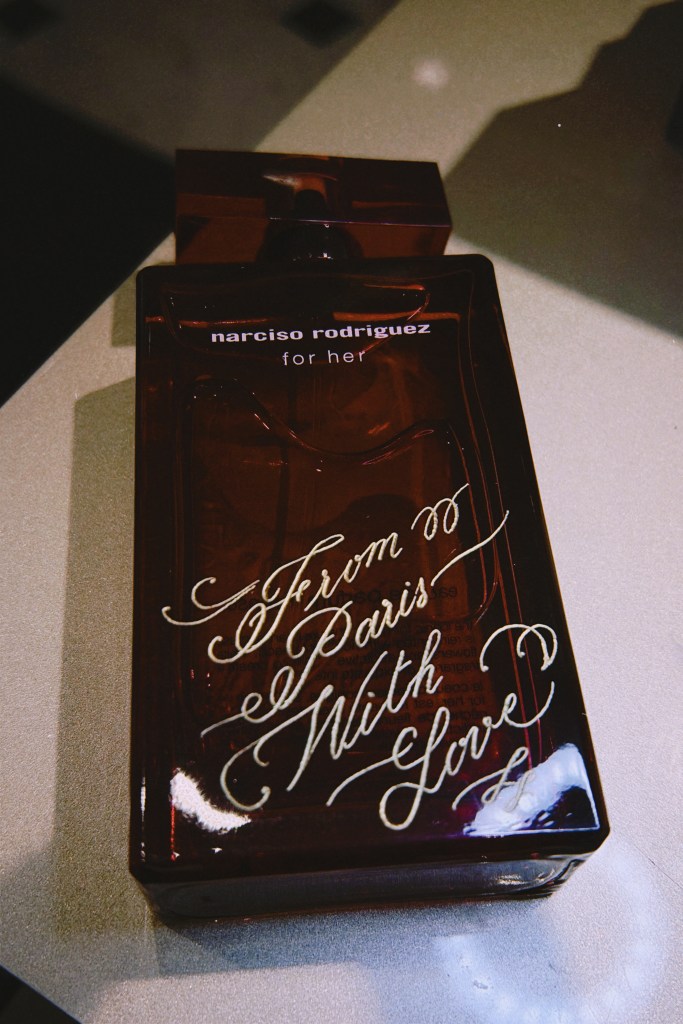 narciso rodriguez
for her
From
Paris
With
Love